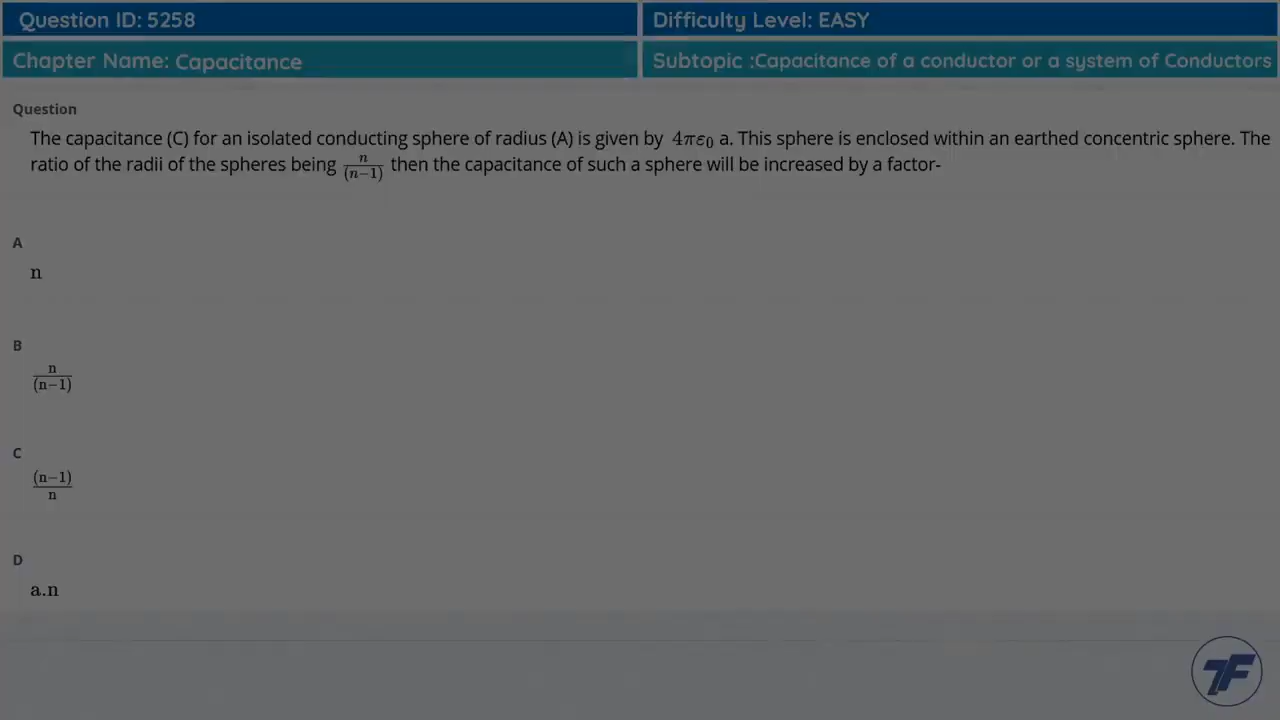 Question ID: 5258
Difficulty Level: EASY
Chapter Name: Capacitance
Subtopic :Capacitance of a conductor or a system of Conductors
Question
The capacitance (C) for an isolated conducting sphere of radius (A) is given by 4πε₀ a. This sphere is enclosed within an earthed concentric sphere. The
ratio of the radii of the spheres being n/(n−1) then the capacitance of such a sphere will be increased by a factor-
A
n
B
n/(n−1)
C
(n−1)/n
D
a.n
7F